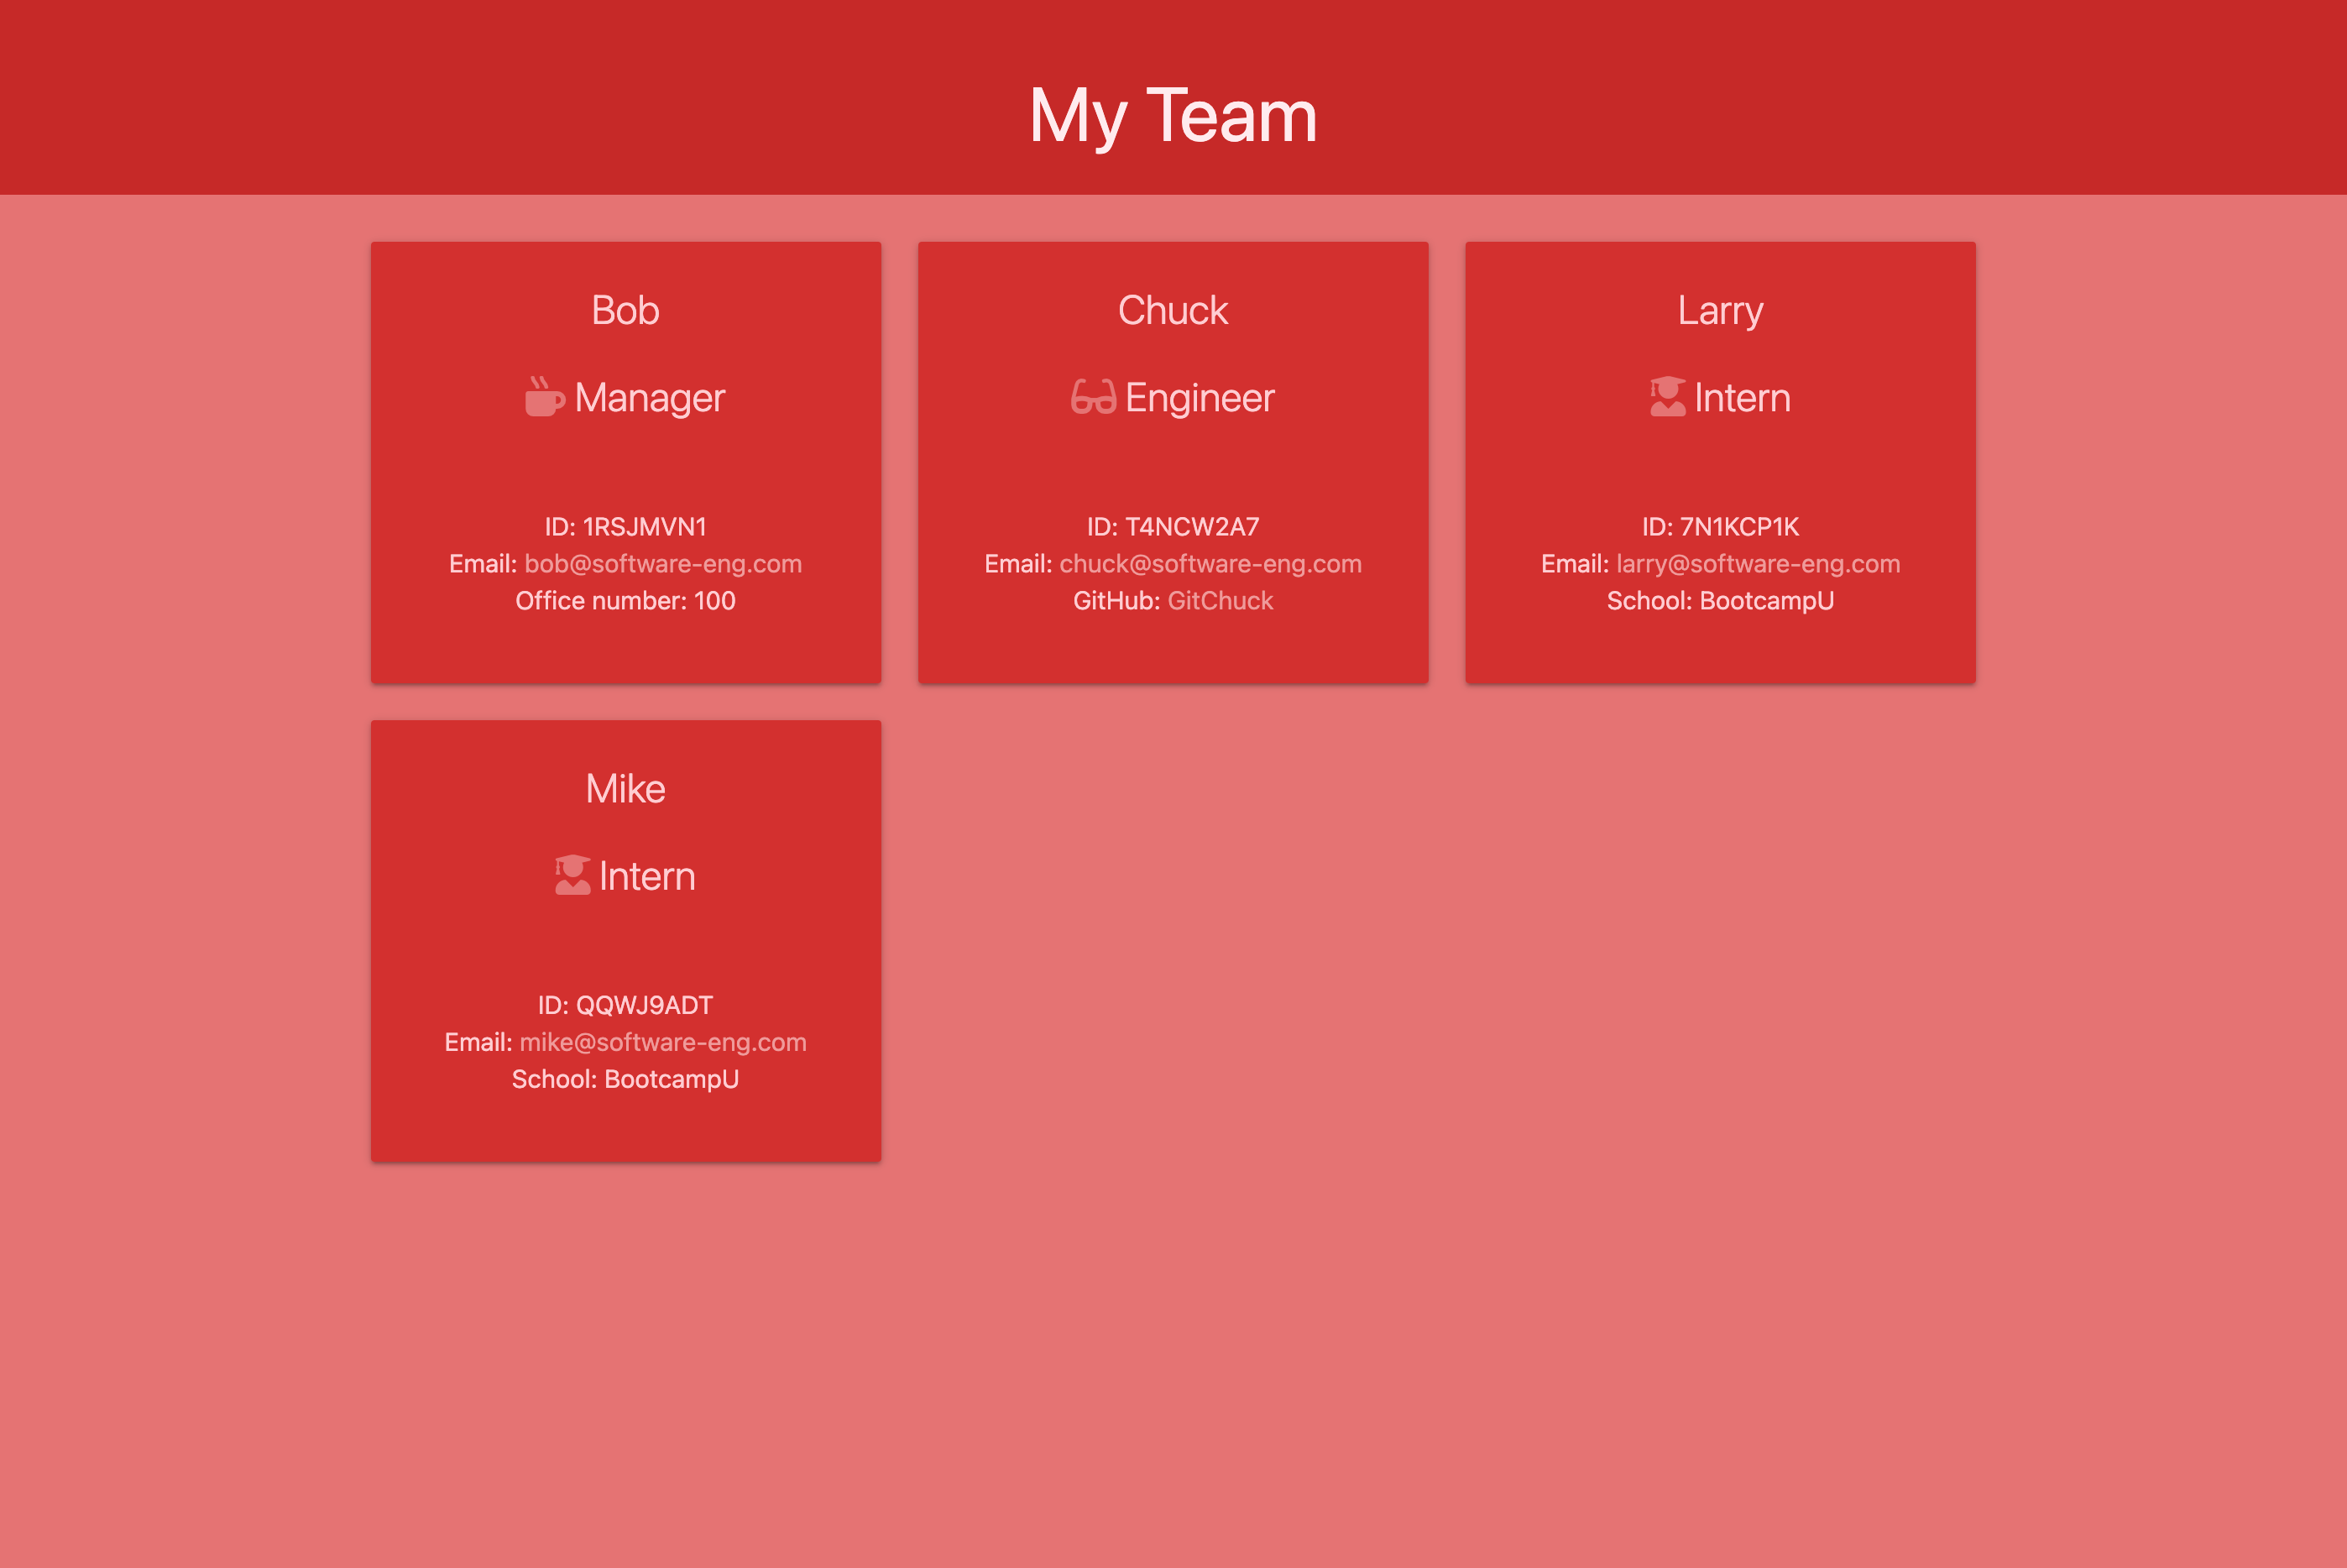 My Team
Bob
Manager
ID: 1RSJMVN1
Email: bob@software-eng.com
Office number: 100
Chuck
Engineer
ID: T4NCW2A7
Email: chuck@software-eng.com
GitHub: GitChuck
Larry
Intern
ID: 7N1KCP1K
Email: larry@software-eng.com
School: BootcampU
Mike
Intern
ID: QQWJ9ADT
Email: mike@software-eng.com
School: BootcampU